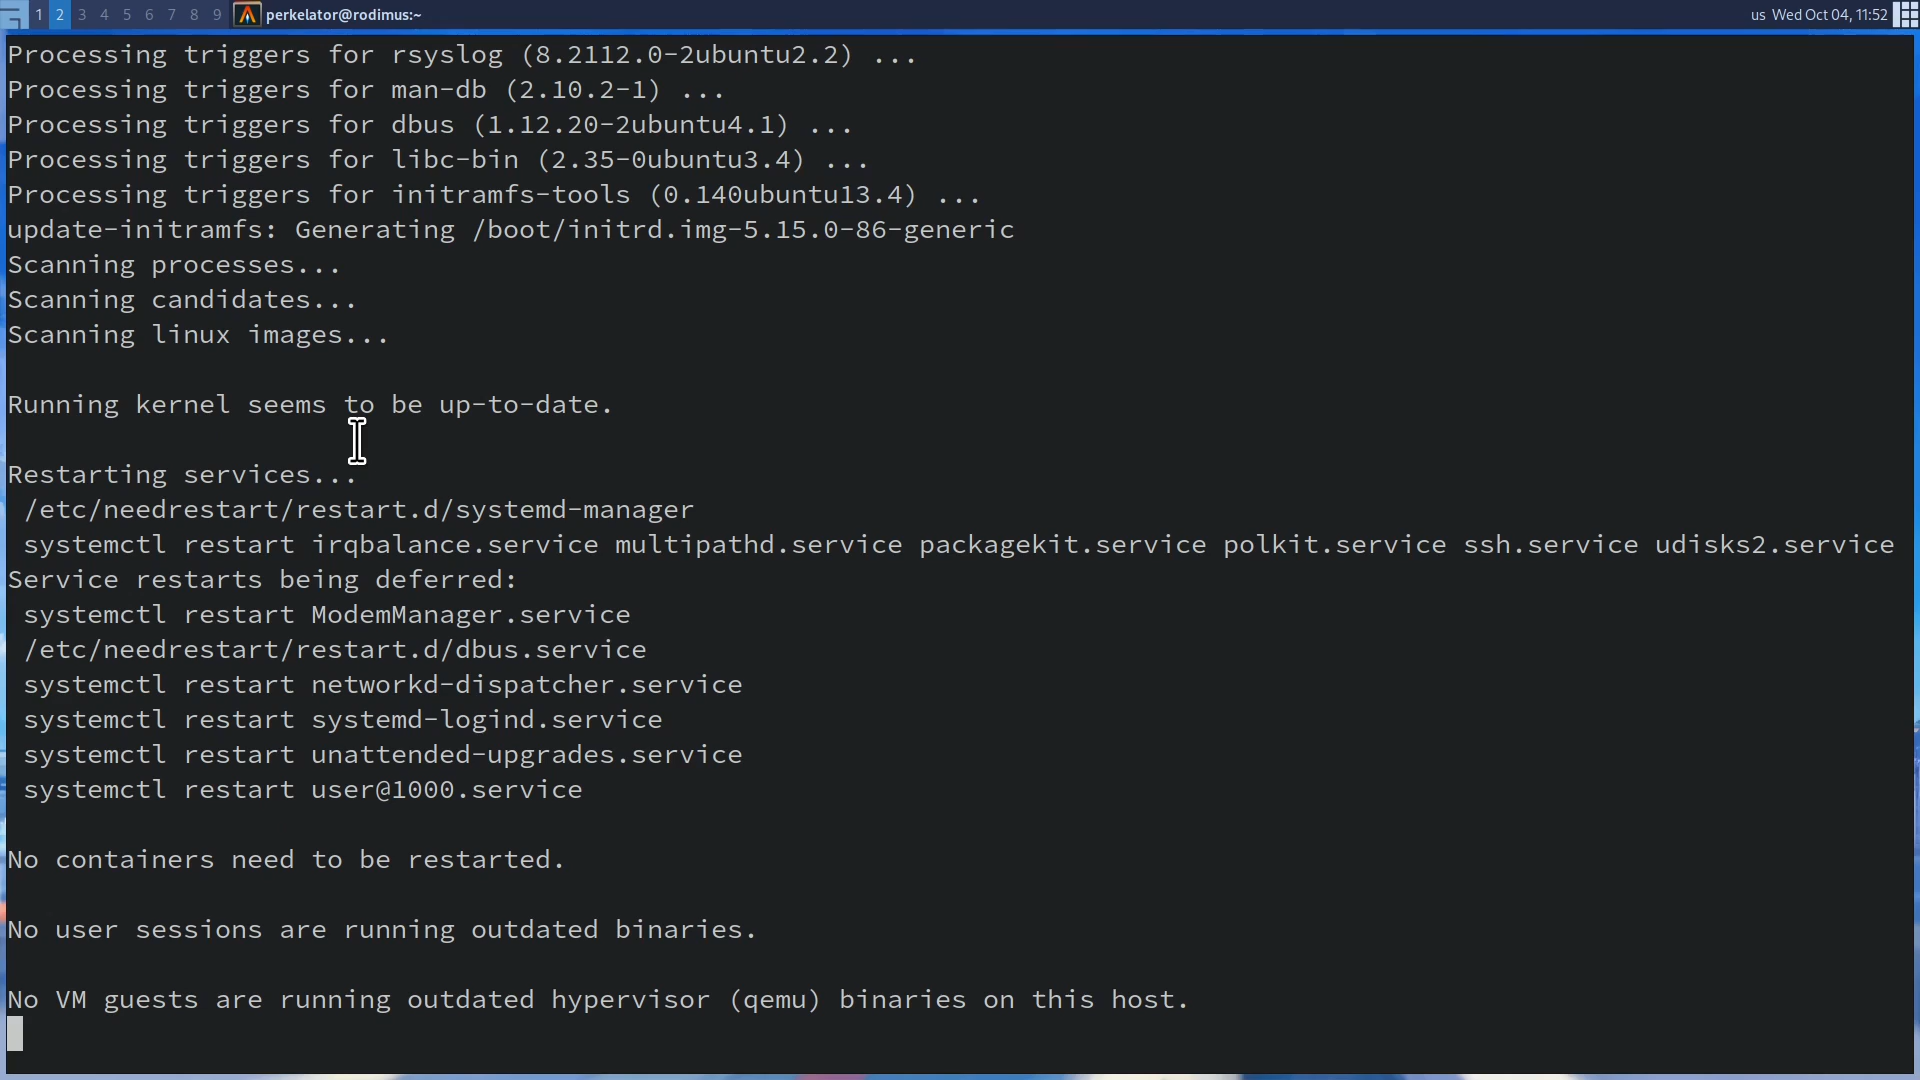 1 2 3 4 5 6 7 8 9 perkelator@rodimus:~ us Wed Oct 04, 11:52
Processing triggers for rsyslog (8.2112.0-2ubuntu2.2) ...
Processing triggers for man-db (2.10.2-1) ...
Processing triggers for dbus (1.12.20-2ubuntu4.1) ...
Processing triggers for libc-bin (2.35-0ubuntu3.4) ...
Processing triggers for initramfs-tools (0.140ubuntu13.4) ...
update-initramfs: Generating /boot/initrd.img-5.15.0-86-generic
Scanning processes...
Scanning candidates...
Scanning linux images...
Running kernel seems to be up-to-date.
Restarting services...
/etc/needrestart/restart.d/systemd-manager
systemctl restart irqbalance.service multipathd.service packagekit.service polkit.service ssh.service udisks2.service
Service restarts being deferred:
systemctl restart ModemManager.service
/etc/needrestart/restart.d/dbus.service
systemctl restart networkd-dispatcher.service
systemctl restart systemd-logind.service
systemctl restart unattended-upgrades.service
systemctl restart user@1000.service
No containers need to be restarted.
No user sessions are running outdated binaries.
No VM guests are running outdated hypervisor (qemu) binaries on this host.